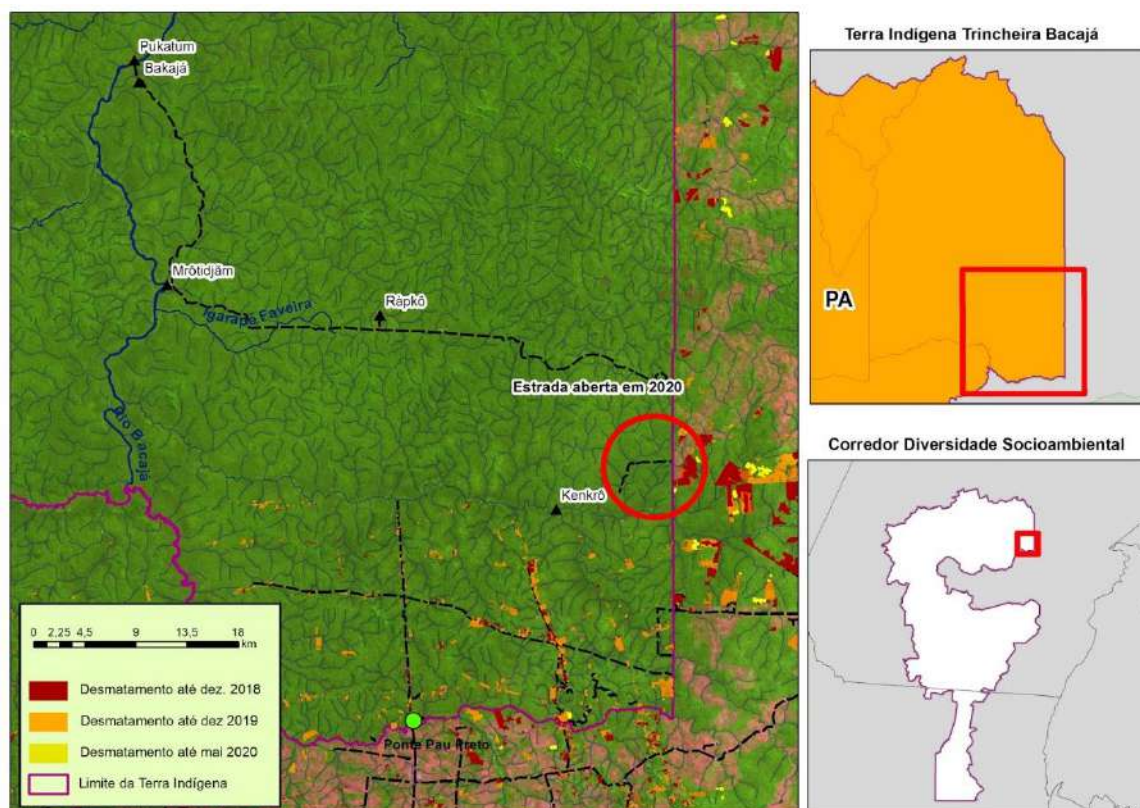 Pukatum
Bakajá
Mrôtidjãm
Igarapé Faveira
Rápkô
Estrada aberta em 2020
Rio Bacajá
Kenkrô
Ponte Pau Preto
0 2,25 4,5 9 13,5 18
km
Desmatamento até dez. 2018
Desmatamento até dez 2019
Desmatamento até mai 2020
Limite da Terra Indígena
Terra Indígena Trincheira Bacajá
PA
Corredor Diversidade Socioambiental